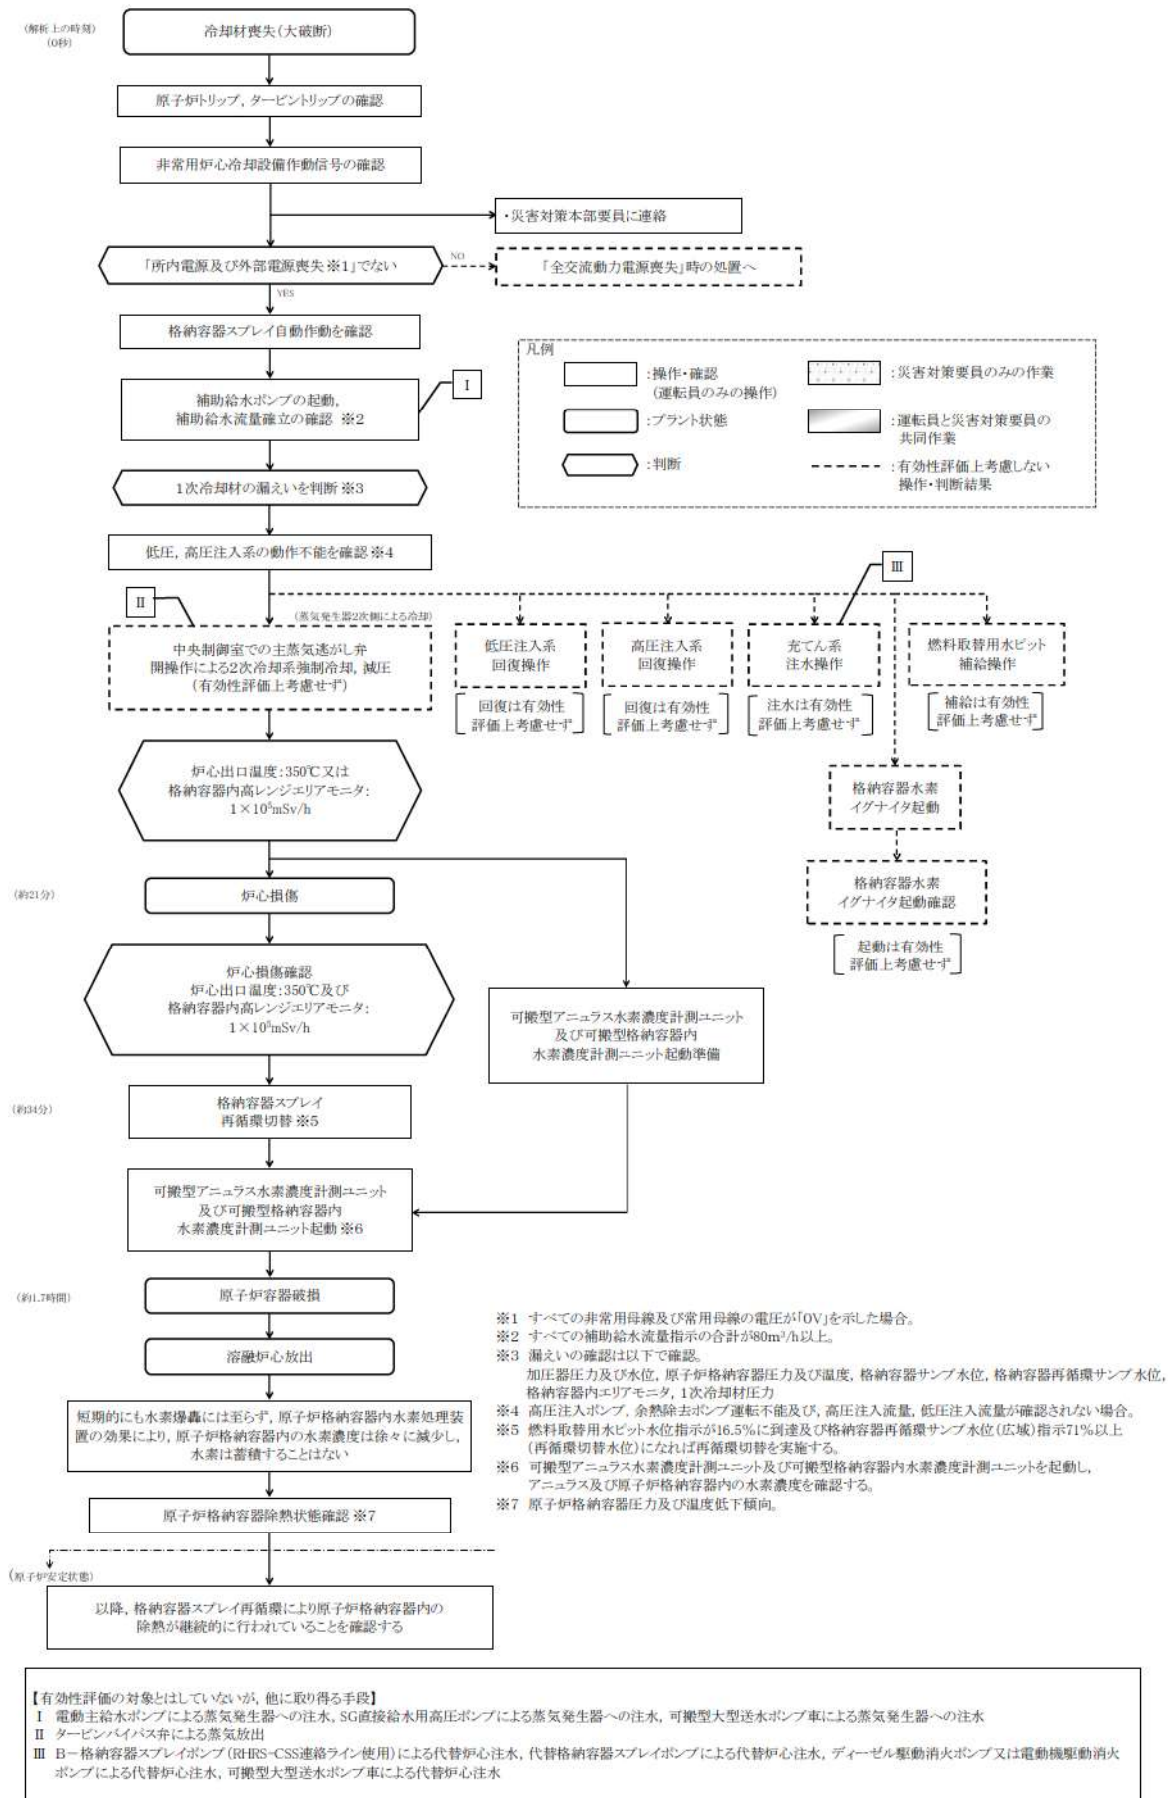 (解析上の時刻)
(0秒)
冷却材喪失(大破断)
原子炉トリップ, タービントリップの確認
非常用炉心冷却設備作動信号の確認
・災害対策本部要員に連絡
「所内電源及び外部電源喪失※1」でない
NO
「全交流動力電源喪失」時の処置へ
YES
格納容器スプレイ自動作動を確認
補助給水ポンプの起動,
補助給水流量確立の確認 ※2
I
1次冷却材の漏えいを判断※3
低圧, 高圧注入系の動作不能を確認※4
凡例
:操作・確認
(運転員のみの操作)
:プラント状態
:判断
:災害対策要員のみの作業
:運転員と災害対策要員の
共同作業
:有効性評価上考慮しない
操作・判断結果
II
(蒸気発生器2次側による冷却)
III
中央制御室での主蒸気逃がし弁
開操作による2次冷却系強制冷却, 減圧
(有効性評価上考慮せず)
低圧注入系
回復操作
回復は有効性
評価上考慮せず
高圧注入系
回復操作
回復は有効性
評価上考慮せず
充てん系
注水操作
注水は有効性
評価上考慮せず
燃料取替用水ピット
補給操作
補給は有効性
評価上考慮せず
炉心出口温度:350℃又は
格納容器内高レンジエリアモニタ:
1×10⁵mSv/h
格納容器水素
イグナイタ起動
格納容器水素
イグナイタ起動確認
起動は有効性
評価上考慮せず
(約21分)
炉心損傷
炉心損傷確認
炉心出口温度:350℃及び
格納容器内高レンジエリアモニタ:
1×10⁵mSv/h
可搬型アニュラス水素濃度計測ユニット
及び可搬型格納容器内
水素濃度計測ユニット起動準備
(約34分)
格納容器スプレイ
再循環切替 ※5
可搬型アニュラス水素濃度計測ユニット
及び可搬型格納容器内
水素濃度計測ユニット起動 ※6
(約1.7時間)
原子炉容器破損
溶融炉心放出
短期的にも水素爆轟には至らず, 原子炉格納容器内水素処理装
置の効果により, 原子炉格納容器内の水素濃度は徐々に減少し,
水素は蓄積することはない
原子炉格納容器除熱状態確認 ※7
(原子炉安定状態)
以降, 格納容器スプレイ再循環により原子炉格納容器内の
除熱が継続的に行われていることを確認する
※1 すべての非常用母線及び常用母線の電圧が「0V」を示した場合。
※2 すべての補助給水流量指示の合計が80m³/h以上。
※3 漏えいの確認は以下で確認。
加圧器圧力及び水位, 原子炉格納容器圧力及び温度, 格納容器サンプ水位, 格納容器再循環サンプ水位,
格納容器内エリアモニタ, 1次冷却材圧力
※4 高圧注入ポンプ, 余熱除去ポンプ運転不能及び, 高圧注入流量, 低圧注入流量が確認されない場合。
※5 燃料取替用水ピット水位指示が16.5%に到達及び格納容器再循環サンプ水位(広域)指示71%以上
(再循環切替水位)になれば再循環切替を実施する。
※6 可搬型アニュラス水素濃度計測ユニット及び可搬型格納容器内水素濃度計測ユニットを起動し,
アニュラス及び原子炉格納容器内の水素濃度を確認する。
※7 原子炉格納容器圧力及び温度低下傾向。
【有効性評価の対象とはしていないが, 他に取り得る手段】
I 電動主給水ポンプによる蒸気発生器への注水, SG直接給水用高圧ポンプによる蒸気発生器への注水, 可搬型大型送水ポンプ車による蒸気発生器への注水
II タービンバイパス弁による蒸気放出
III B-格納容器スプレイポンプ(RHRS-CSS連絡ライン使用)による代替炉心注水, 代替格納容器スプレイポンプによる代替炉心注水, ディーゼル駆動消火ポンプ又は電動機駆動消火
ポンプによる代替炉心注水, 可搬型大型送水ポンプ車による代替炉心注水